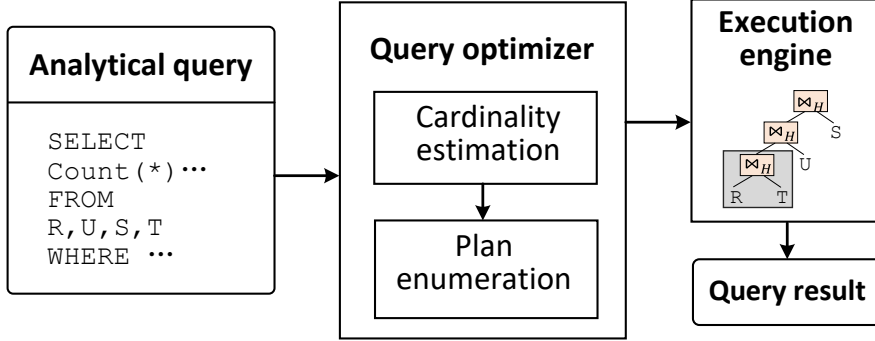 Analytical query
SELECT
Count(*)···
FROM
R,U,S,T
WHERE ···
Query optimizer
Cardinality
estimation
Plan
enumeration
Execution
engine
⋈H
⋈H
S
⋈H
U
R T
Query result